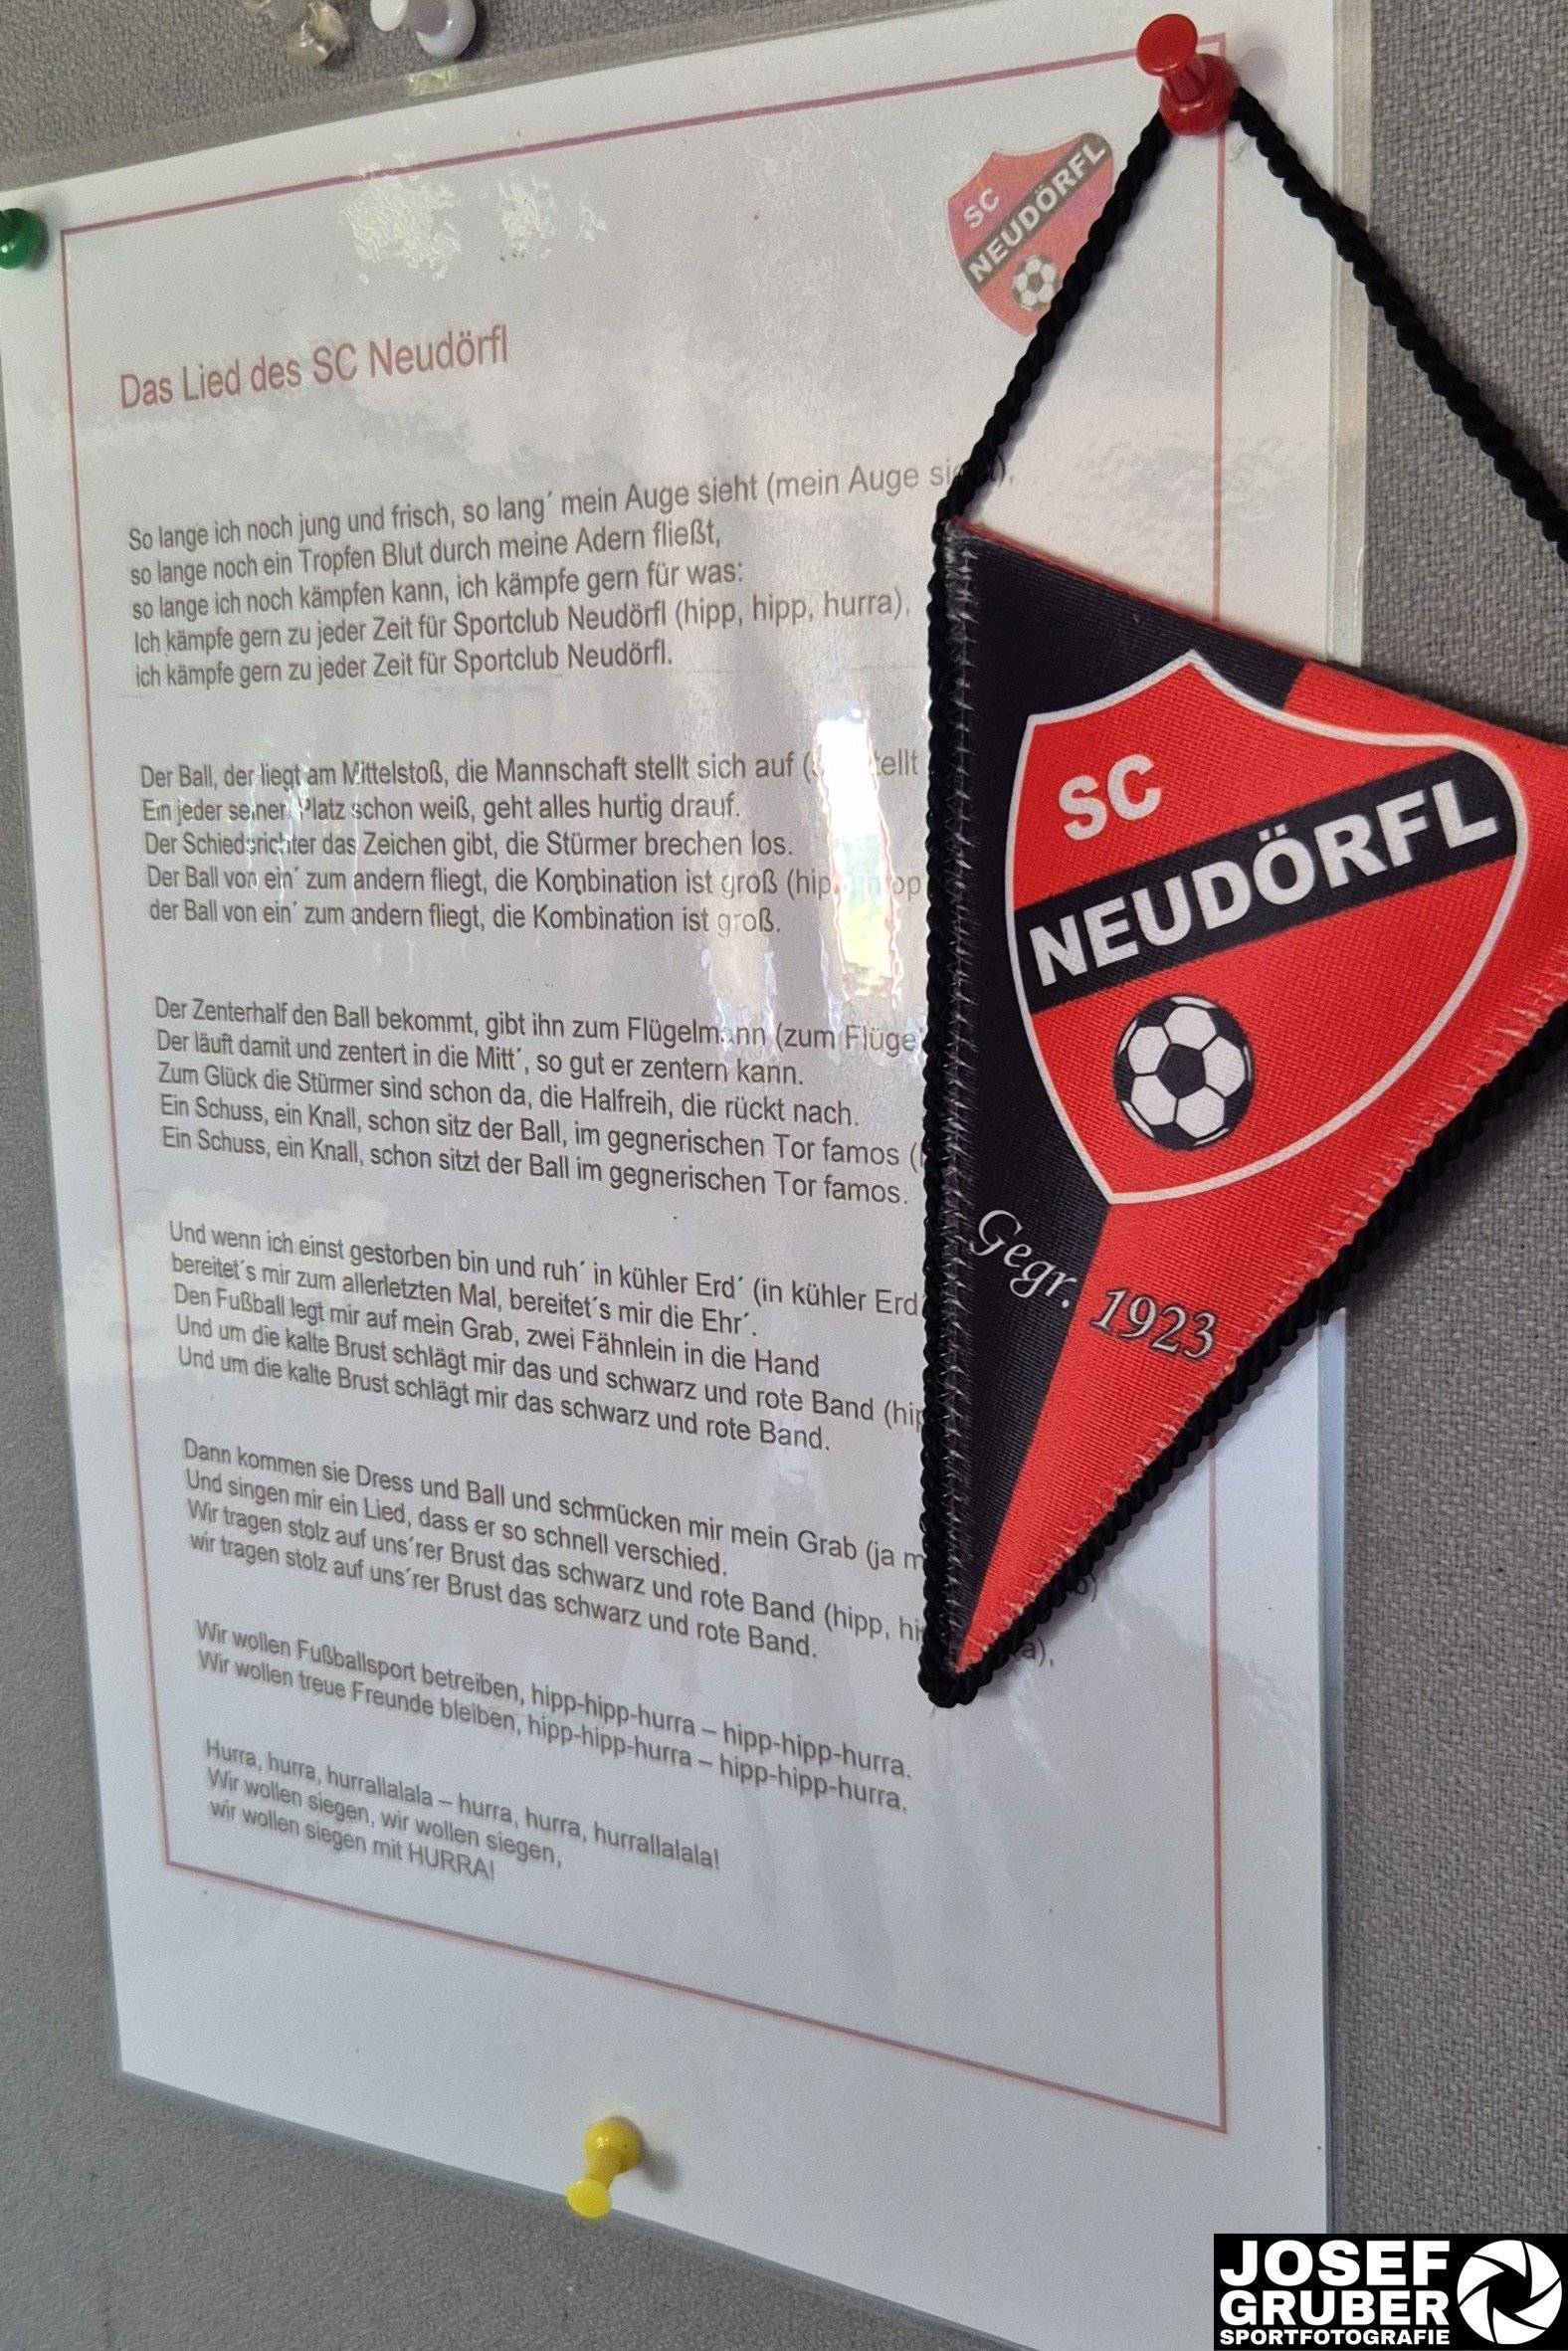 SC
NEUDÖRFL
Das Lied des SC Neudörfl
So lange ich noch jung und frisch, so lang´ mein Auge sieht (mein Auge
so lange noch ein Tropfen Blut durch meine Adern fließt,
so lange ich noch kämpfen kann, ich kämpfe gern für was:
Ich kämpfe gern zu jeder Zeit für Sportclub Neudörfl (hipp, hipp, hurra),
ich kämpfe gern zu jeder Zeit für Sportclub Neudörfl.
Der Ball, der liegt am Mittelstoß, die Mannschaft stellt sich auf (
Ein jeder seinen Platz schon weiß, geht alles hurtig drauf.
Der Schiedsrichter das Zeichen gibt, die Stürmer brechen los.
Der Ball von ein´ zum andern fliegt, die Kombination ist groß
der Ball von ein´ zum andern fliegt, die Kombination ist groß.
Der Zenterhalf den Ball bekommt, gibt ihn zum Flügelmann (zum
Der läuft damit und zentert in die Mitt´, so gut er zentern kann.
Zum Glück die Stürmer sind schon da, die Halfreih, die rückt nach.
Ein Schuss, ein Knall, schon sitz der Ball, im gegnerischen Tor famos (
Ein Schuss, ein Knall, schon sitzt der Ball im gegnerischen Tor famos.
Und wenn ich einst gestorben bin und ruh´ in kühler Erd´ (in kühler Erd´
bereitet´s mir zum allerletzten Mal, bereitet´s mir die Ehr´.
Den Fußball legt mir auf mein Grab, zwei Fähnlein in die Hand
Und um die kalte Brust schlägt mir das und schwarz und rote Band
Und um die kalte Brust schlägt mir das schwarz und rote Band.
Dann kommen sie Dress und Ball und schmücken mir mein Grab (ja
Und singen mir ein Lied, dass er so schnell verschied.
Wir tragen stolz auf uns´rer Brust das schwarz und rote Band (hipp,
wir tragen stolz auf uns´rer Brust das schwarz und rote Band.
Wir wollen Fußballsport betreiben, hipp-hipp-hurra – hipp-hipp-hurra.
Wir wollen treue Freunde bleiben, hipp-hipp-hurra – hipp-hipp-hurra.
Hurra, hurra, hurrallalala – hurra, hurra, hurrallalala!
Wir wollen siegen, wir wollen siegen,
wir wollen siegen mit HURRA!
SC
NEUDÖRFL
Gegr. 1923
JOSEF
GRUBER
SPORTFOTOGRAFIE